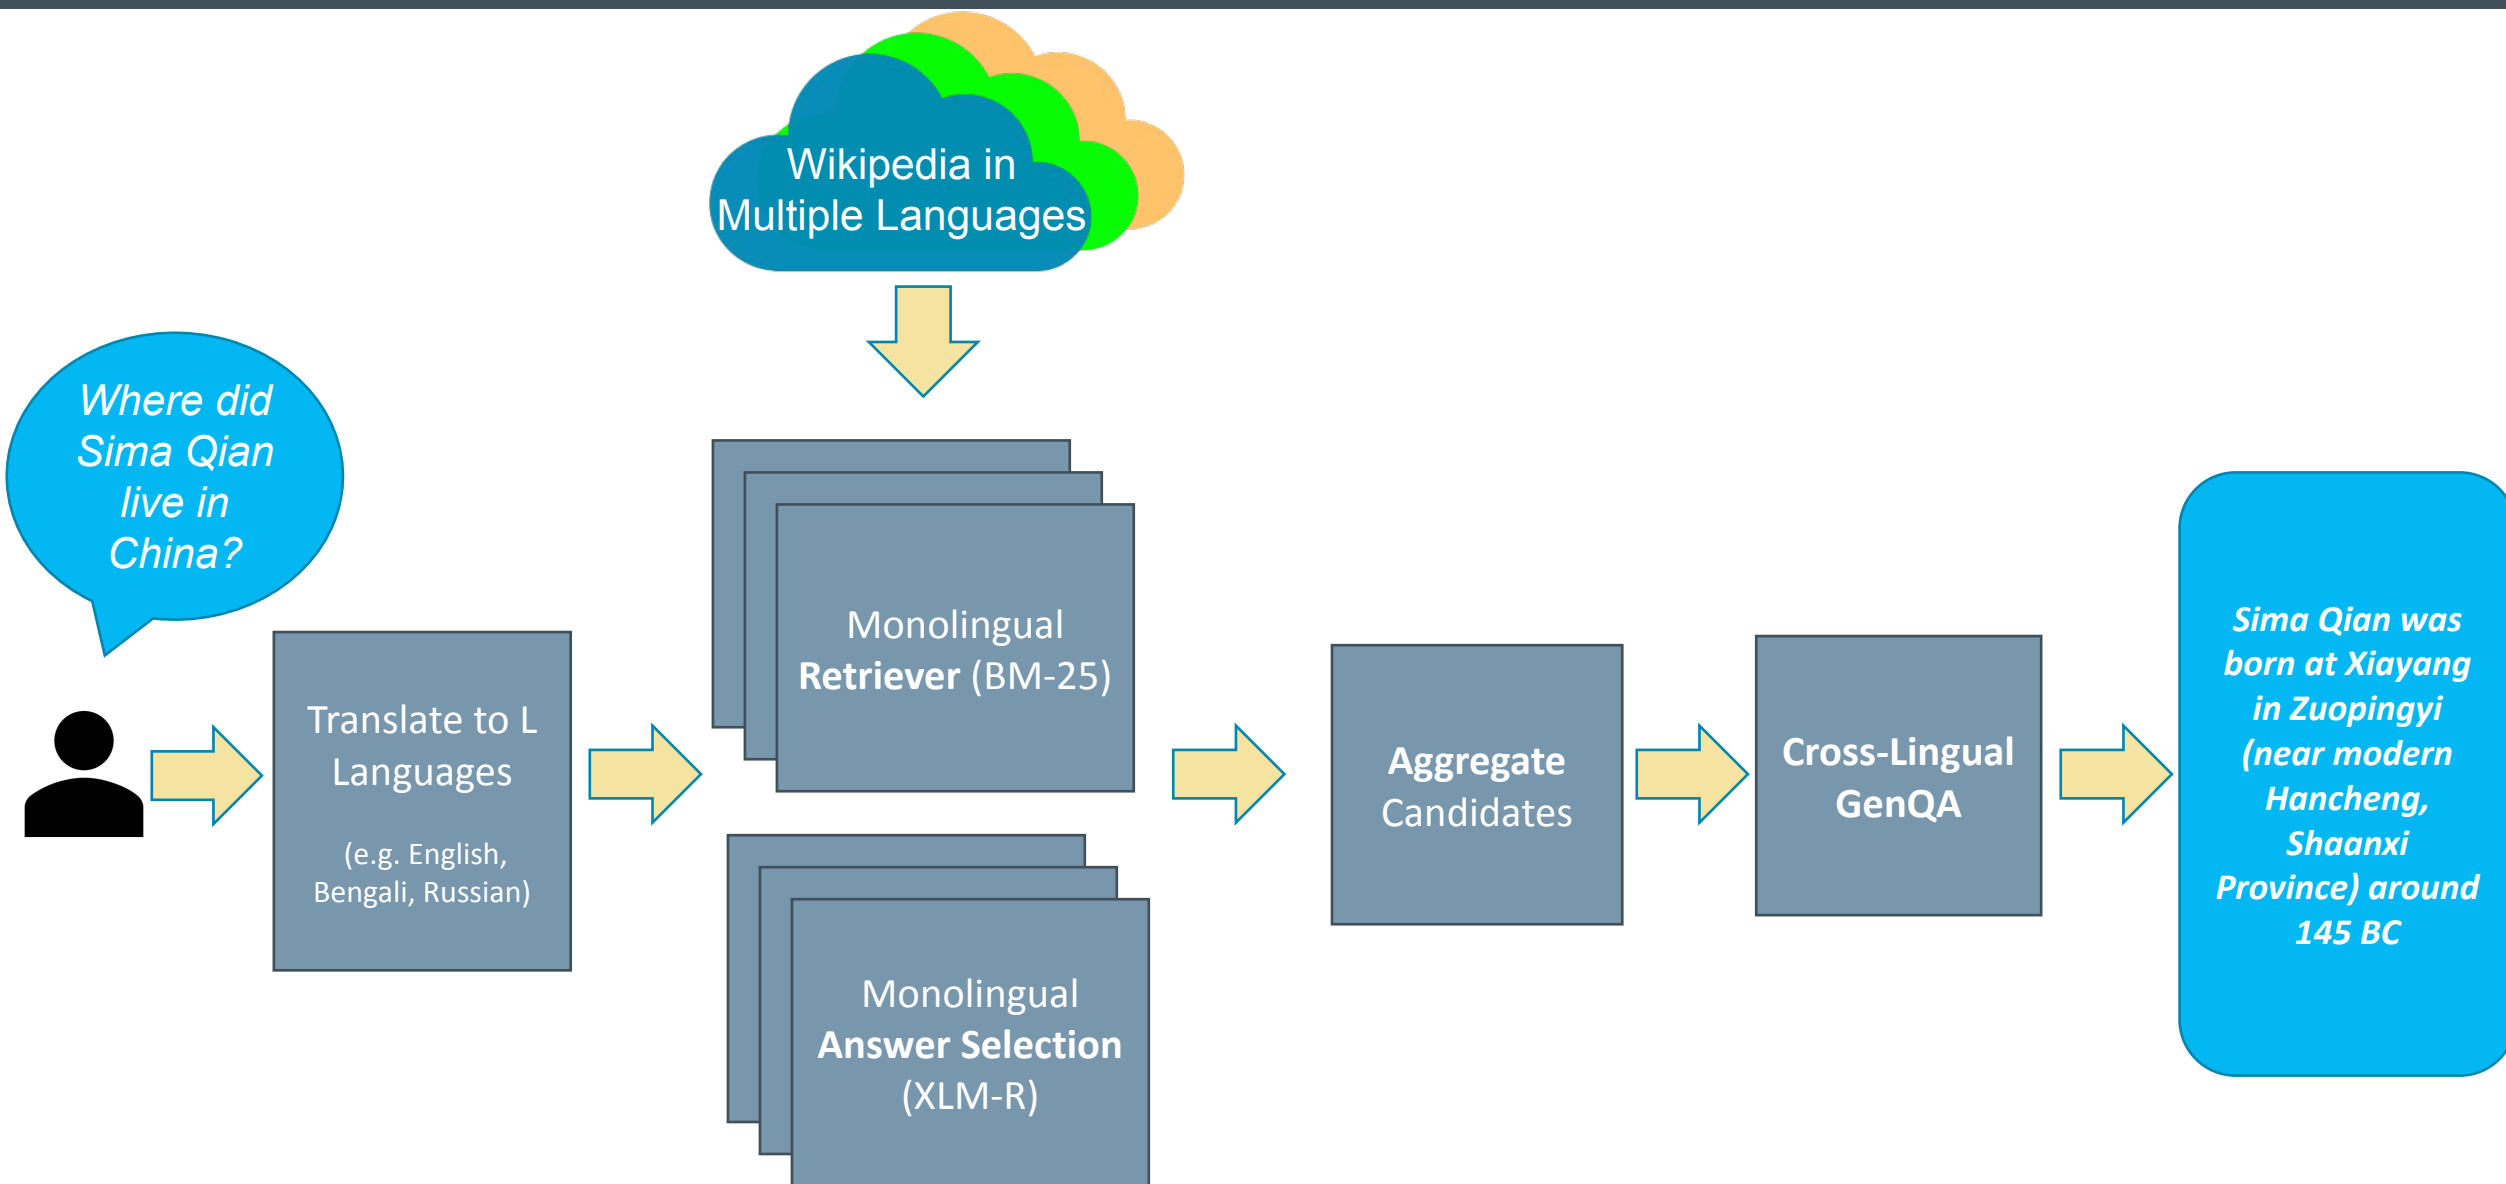 Wikipedia in
Multiple Languages
Where did
Sima Qian
live in
China?
Translate to L
Languages
(e.g. English,
Bengali, Russian)
Monolingual
Retriever (BM-25)
Monolingual
Answer Selection
(XLM-R)
Aggregate
Candidates
Cross-Lingual
GenQA
Sima Qian was
born at Xiayang
in Zuopingyi
(near modern
Hancheng,
Shaanxi
Province) around
145 BC